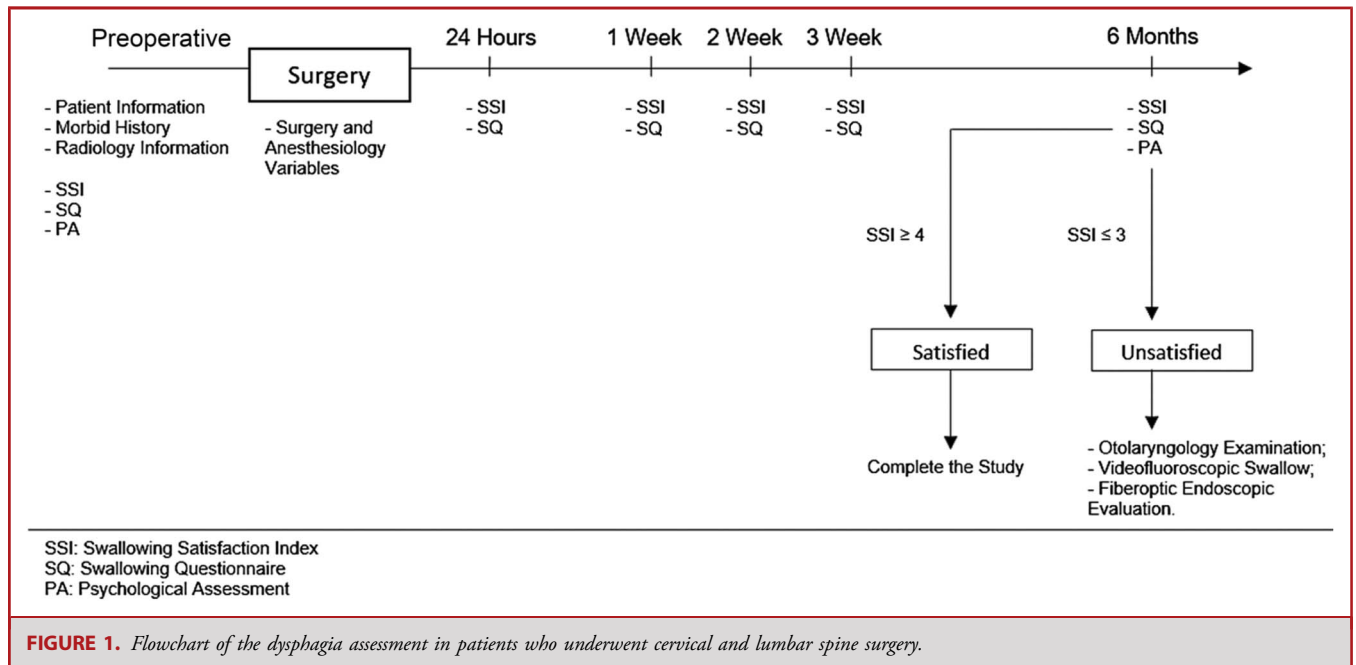 Preoperative
Surgery
24 Hours
1 Week
2 Week
3 Week
6 Months
- Patient Information
- Morbid History
- Radiology Information
- SSI
- SQ
- PA
- Surgery and
Anesthesiology
Variables
- SSI
- SQ
- SSI
- SQ
- SSI
- SQ
- SSI
- SQ
- SSI
- SQ
- PA
SSI ≥ 4
SSI ≤ 3
Satisfied
Unsatisfied
Complete the Study
- Otolaryngology Examination;
- Videofluoroscopic Swallow;
- Fiberoptic Endoscopic
Evaluation.
SSI: Swallowing Satisfaction Index
SQ: Swallowing Questionnaire
PA: Psychological Assessment
FIGURE 1. Flowchart of the dysphagia assessment in patients who underwent cervical and lumbar spine surgery.